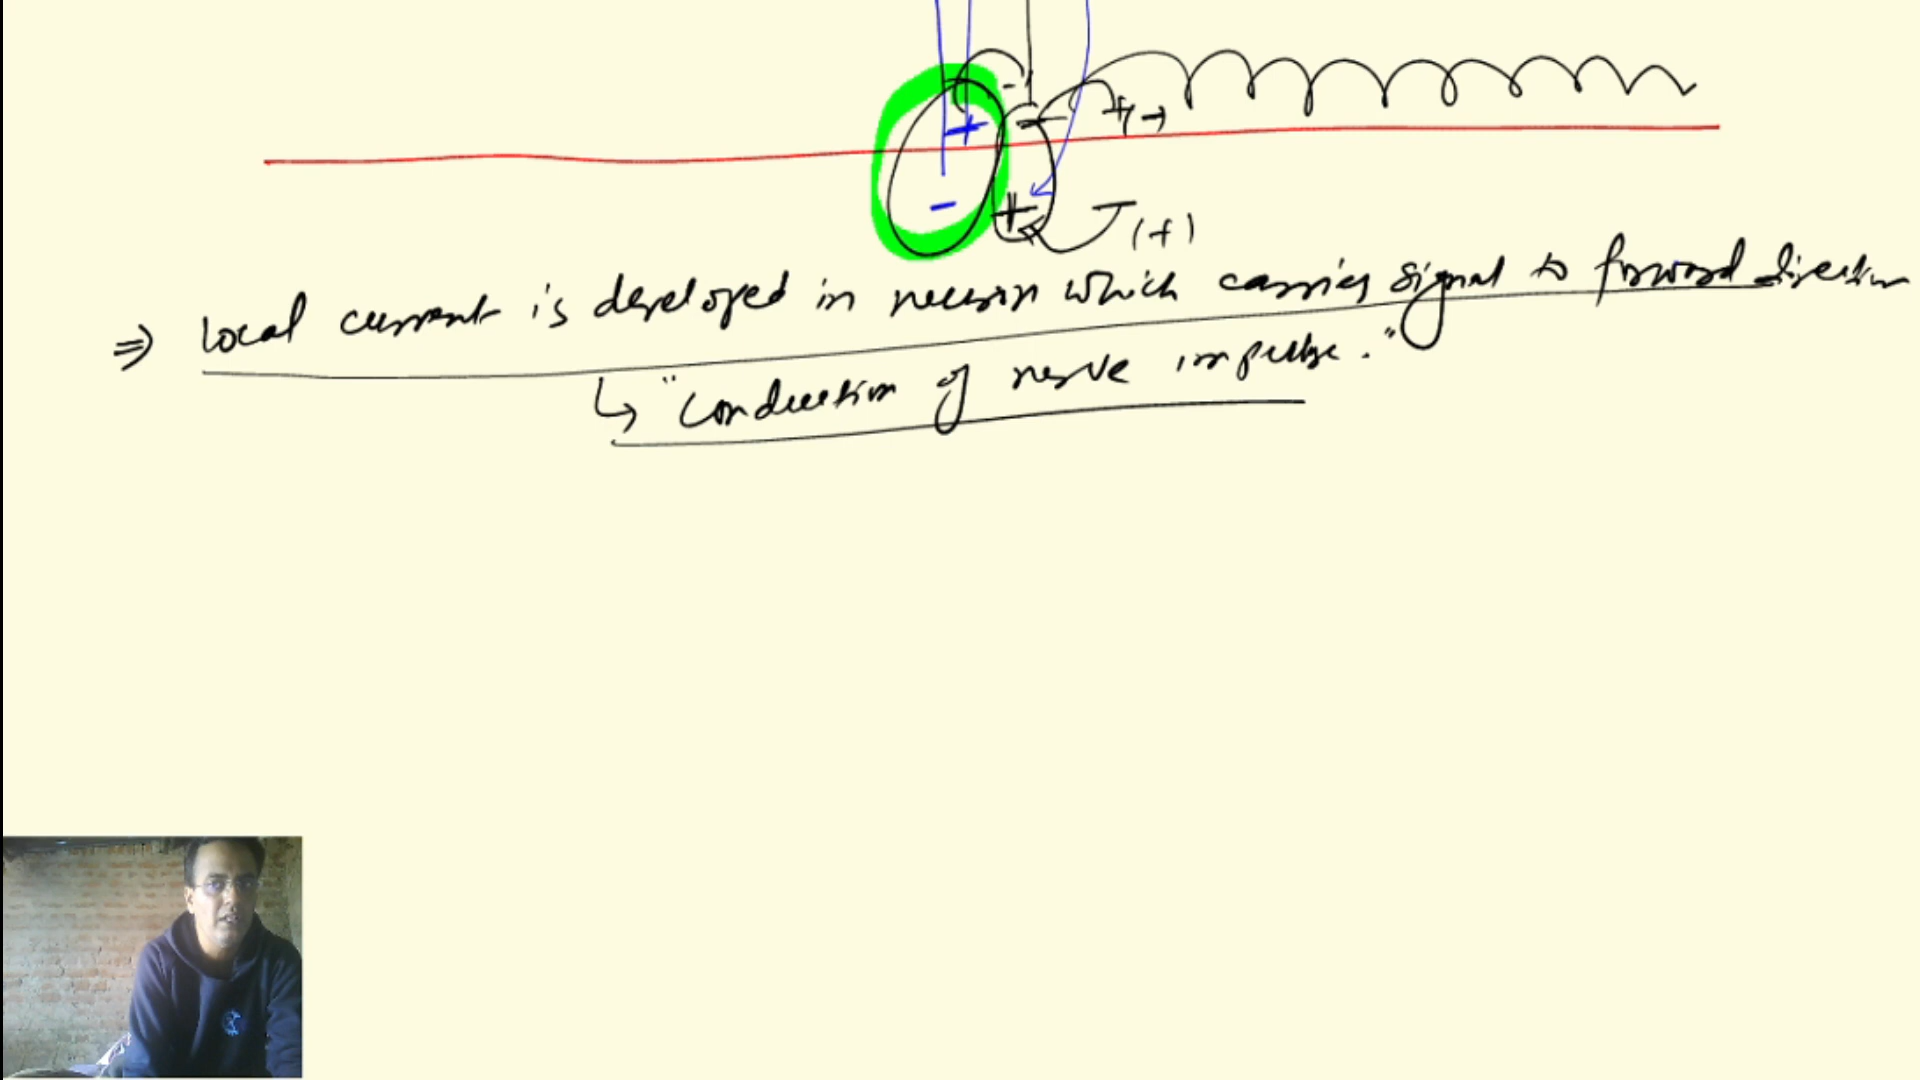 -
+ - + →
- + J(+)
⇒ local current is developed in neuron which carries signal to forward direction
↳ "conduction of nerve impulse."